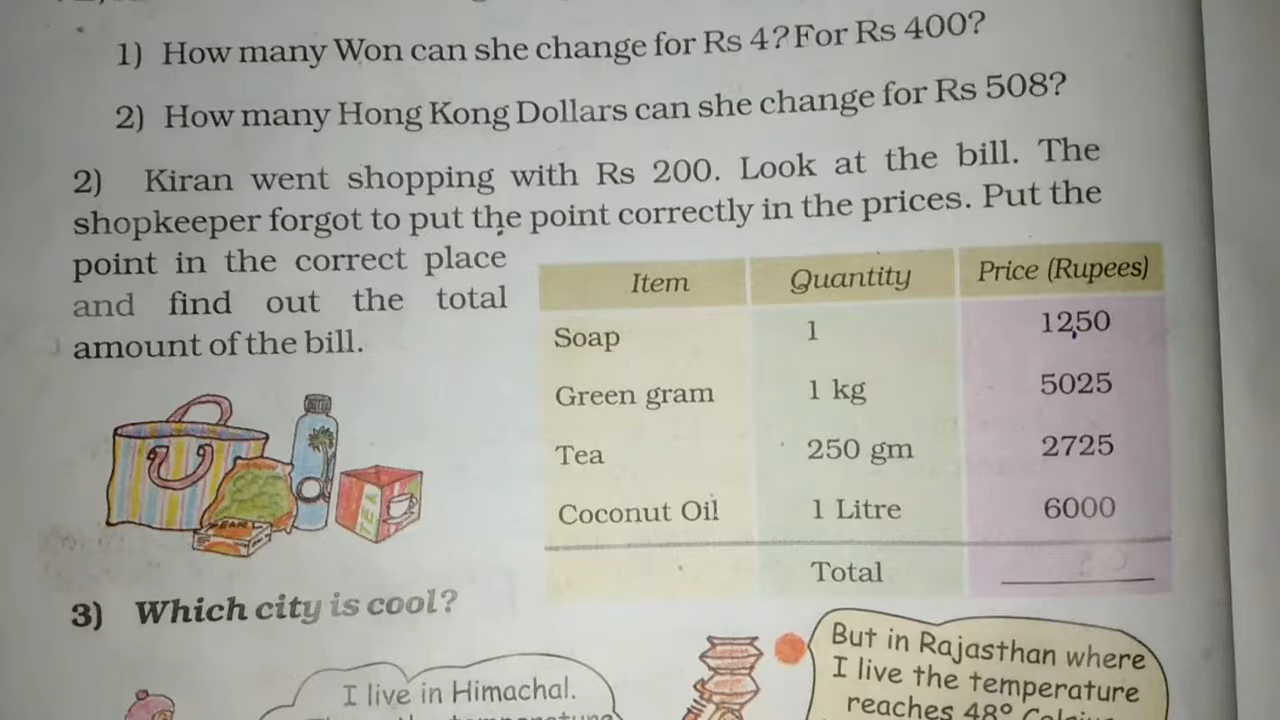 1) How many Won can she change for Rs 4? For Rs 400?
2) How many Hong Kong Dollars can she change for Rs 508?
2) Kiran went shopping with Rs 200. Look at the bill. The
shopkeeper forgot to put the point correctly in the prices. Put the
point in the correct place
and find out the total
amount of the bill.
Item Quantity Price (Rupees)
Soap 1 1250
Green gram 1 kg 5025
Tea 250 gm 2725
Coconut Oil 1 Litre 6000
Total
TEA
3) Which city is cool?
I live in Himachal.
But in Rajasthan where
I live the temperature
reaches 48°